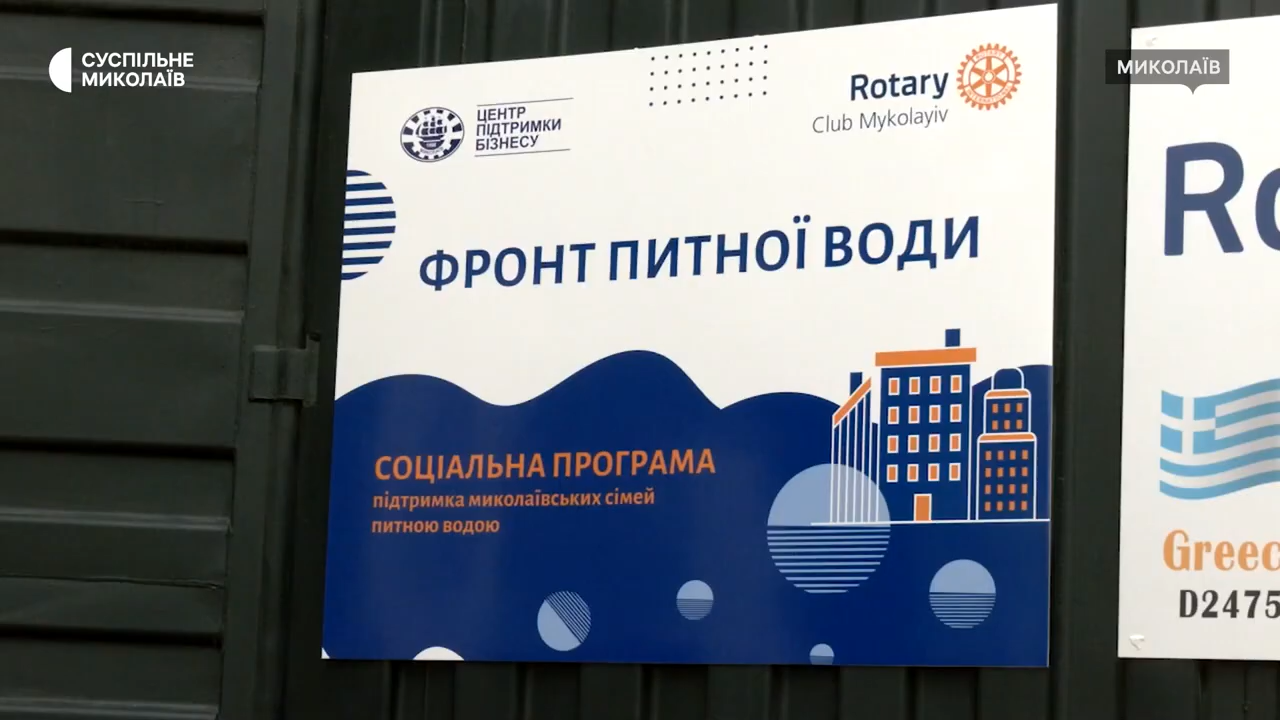 СУСПІЛЬНЕ
МИКОЛАЇВ
МИКОЛАЇВ
ЦЕНТР
ПІДТРИМКИ
БІЗНЕСУ
Rotary
Club Mykolayiv
ФРОНТ ПИТНОЇ ВОДИ
СОЦІАЛЬНА ПРОГРАМА
підтримка миколаївських сімей
питною водою
Ro
Greec
D2475